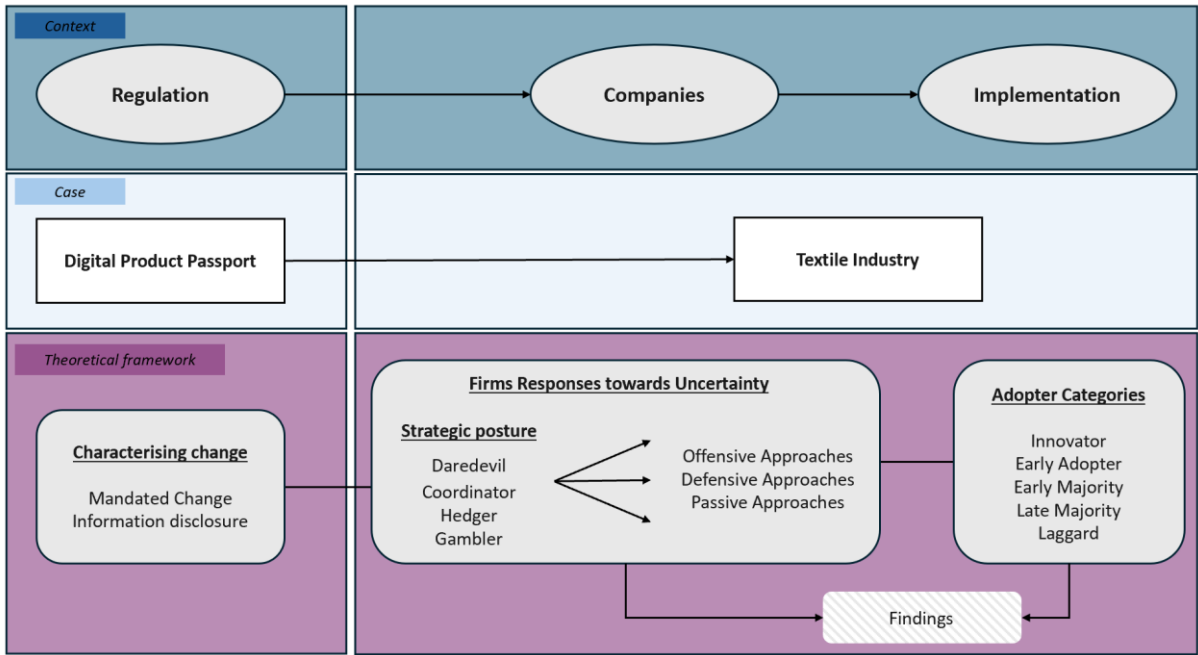 Context
Regulation
Companies
Implementation
Case
Digital Product Passport
Textile Industry
Theoretical framework
Characterising change
Mandated Change
Information disclosure
Firms Responses towards Uncertainty
Strategic posture
Daredevil
Coordinator
Hedger
Gambler
Offensive Approaches
Defensive Approaches
Passive Approaches
Adopter Categories
Innovator
Early Adopter
Early Majority
Late Majority
Laggard
Findings